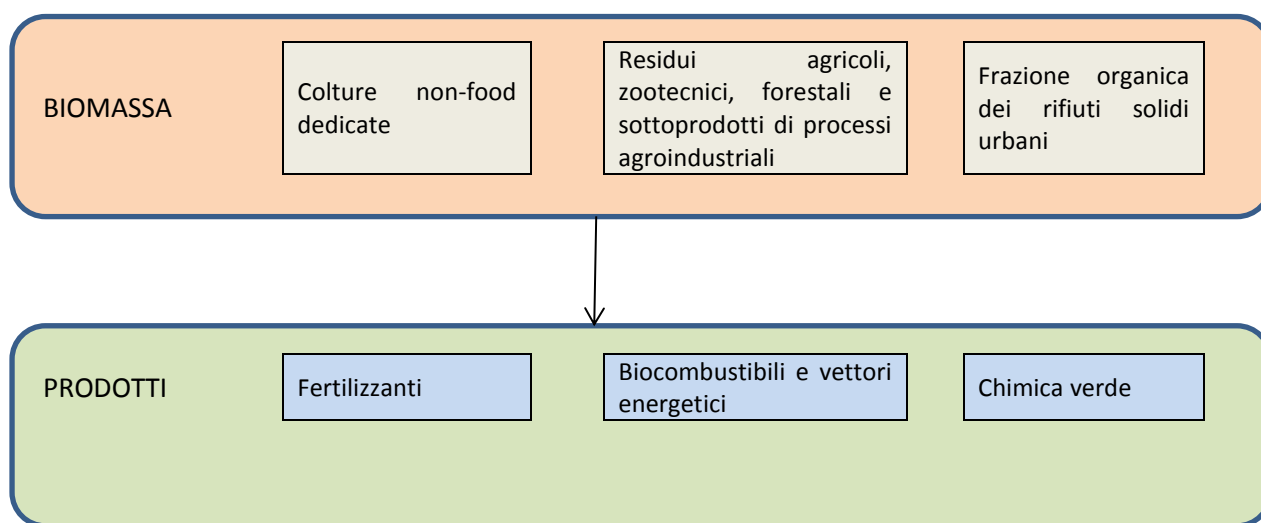 BIOMASSA
Colture non-food
dedicate
Residui agricoli,
zootecnici, forestali e
sottoprodotti di processi
agroindustriali
Frazione organica
dei rifiuti solidi
urbani
PRODOTTI
Fertilizzanti
Biocombustibili e vettori
energetici
Chimica verde